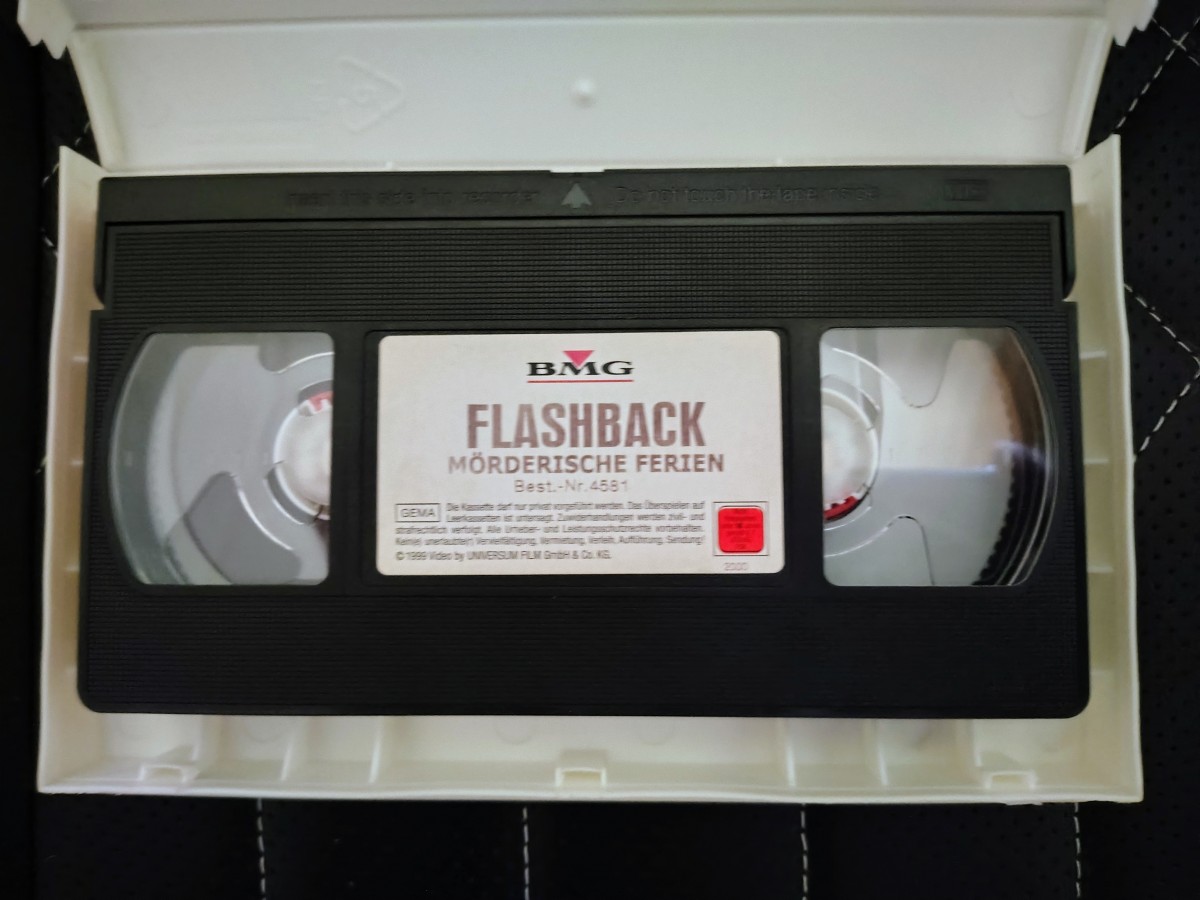 Insert this side into recorder Do not touch the tape inside
VHS
BMG
FLASHBACK
MÖRDERISCHE FERIEN
Best.-Nr.4581
GEMA
Die Kassette darf nur privat vorgeführt werden. Das Überspielen auf
Leerkassetten ist untersagt. Zuwiderhandlungen werden zivil- und
strafrechtlich verfolgt. Alle Urheber- und Leistungsschutzrechte vorbehalten.
Keine(
unerlaubte(
) Vervielfältigung, Vermietung, Verleih, Aufführung, Sendung!
© 1999 Video by UNIVERSUM FILM GmbH & Co. KG.
2000